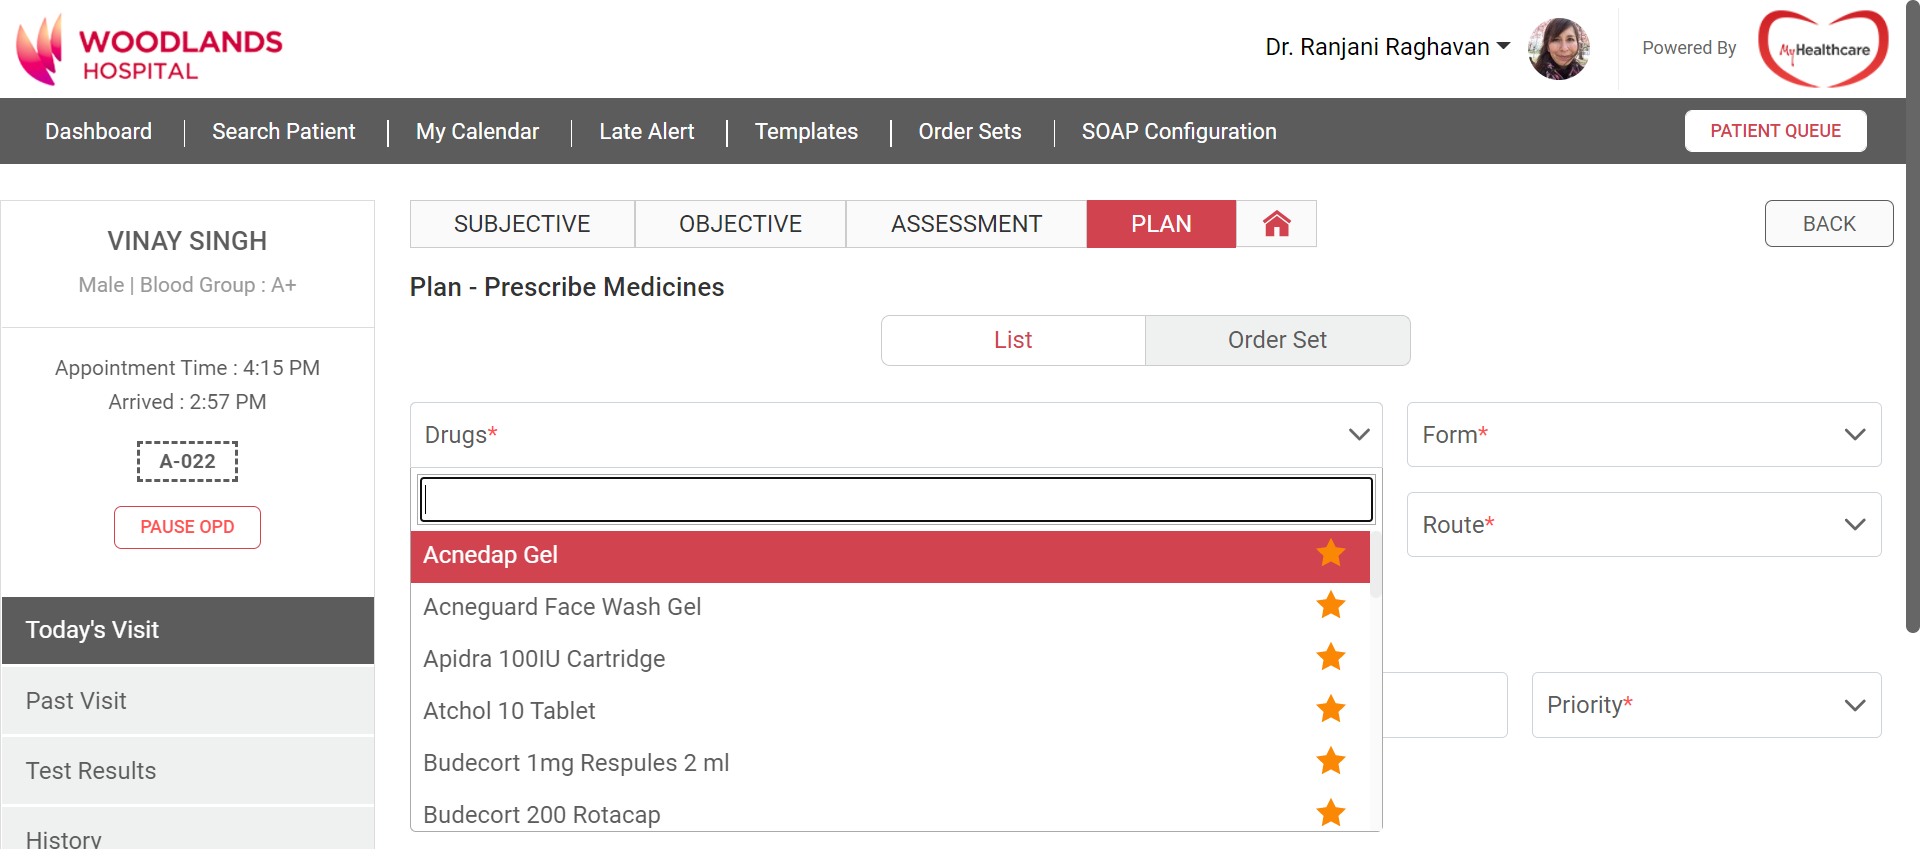 WOODLANDS
HOSPITAL
Dr. Ranjani Raghavan
Powered By
MyHealthcare
Dashboard
Search Patient
My Calendar
Late Alert
Templates
Order Sets
SOAP Configuration
PATIENT QUEUE
VINAY SINGH
Male | Blood Group : A+
Appointment Time : 4:15 PM
Arrived : 2:57 PM
A-022
PAUSE OPD
Today's Visit
Past Visit
Test Results
History
SUBJECTIVE
OBJECTIVE
ASSESSMENT
PLAN
BACK
Plan - Prescribe Medicines
List
Order Set
Drugs*
Form*
Acnedap Gel
Route*
Acneguard Face Wash Gel
Apidra 100IU Cartridge
Atchol 10 Tablet
Priority*
Budecort 1mg Respules 2 ml
Budecort 200 Rotacap